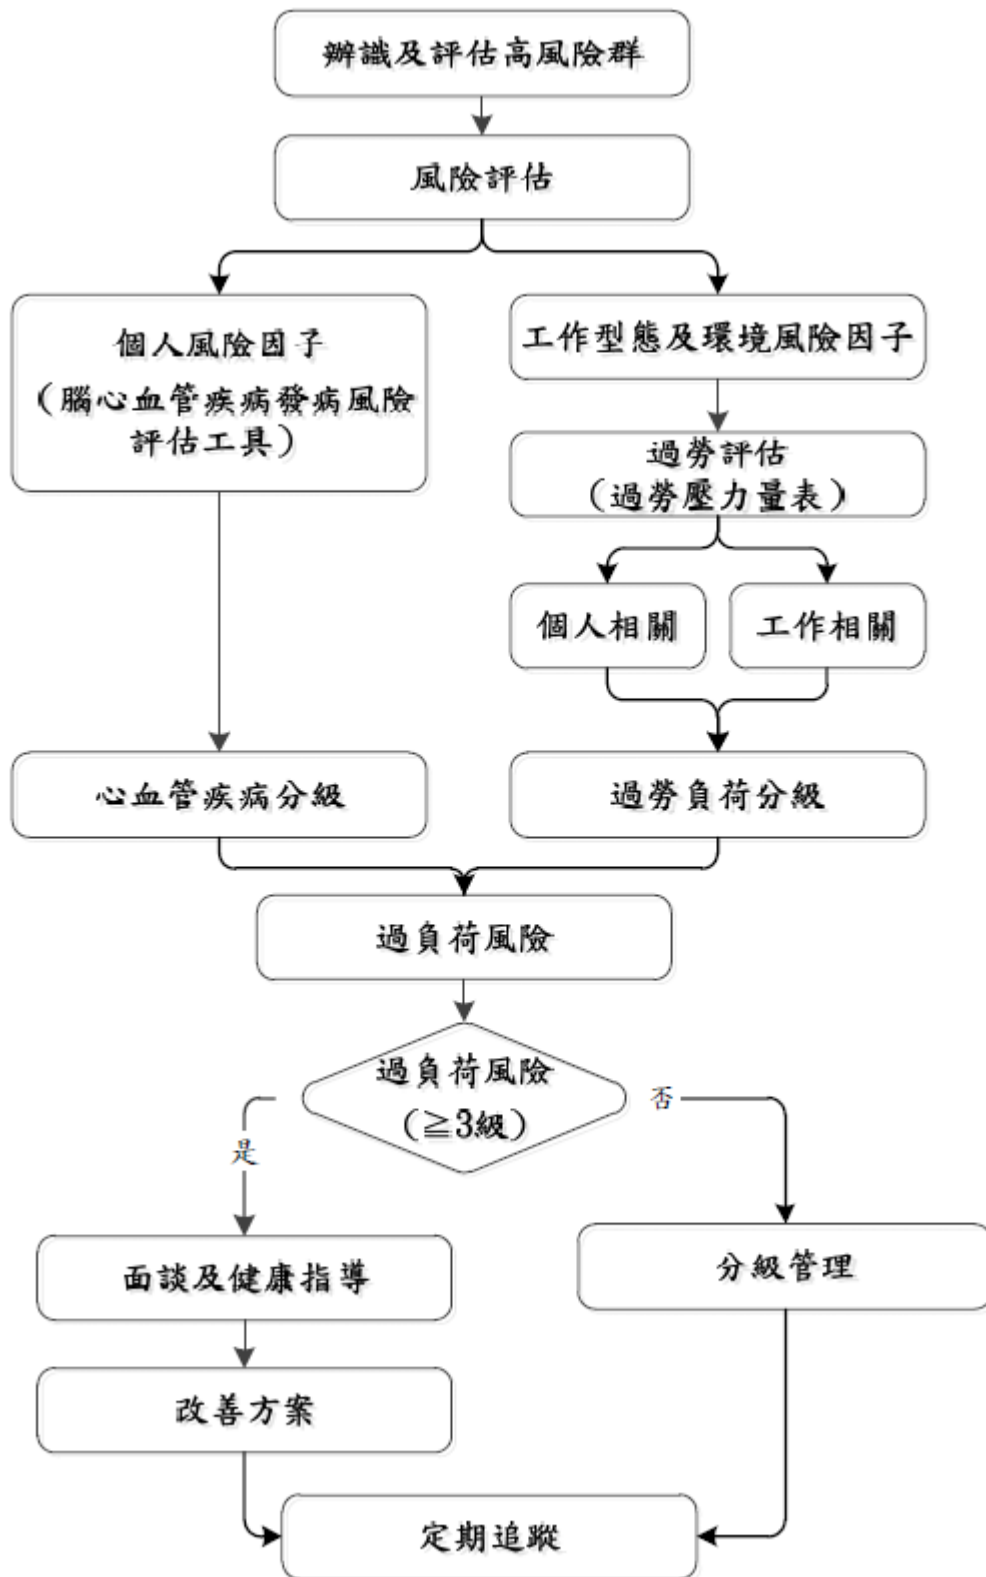 辦識及評估高風險群
風險評估
個人風險因子
（腦心血管疾病發病風險
評估工具）
工作型態及環境風險因子
過勞評估
（過勞壓力量表）
個人相關
工作相關
心血管疾病分級
過勞負荷分級
過負荷風險
過負荷風險
（≧3級）
是
否
面談及健康指導
分級管理
改善方案
定期追蹤